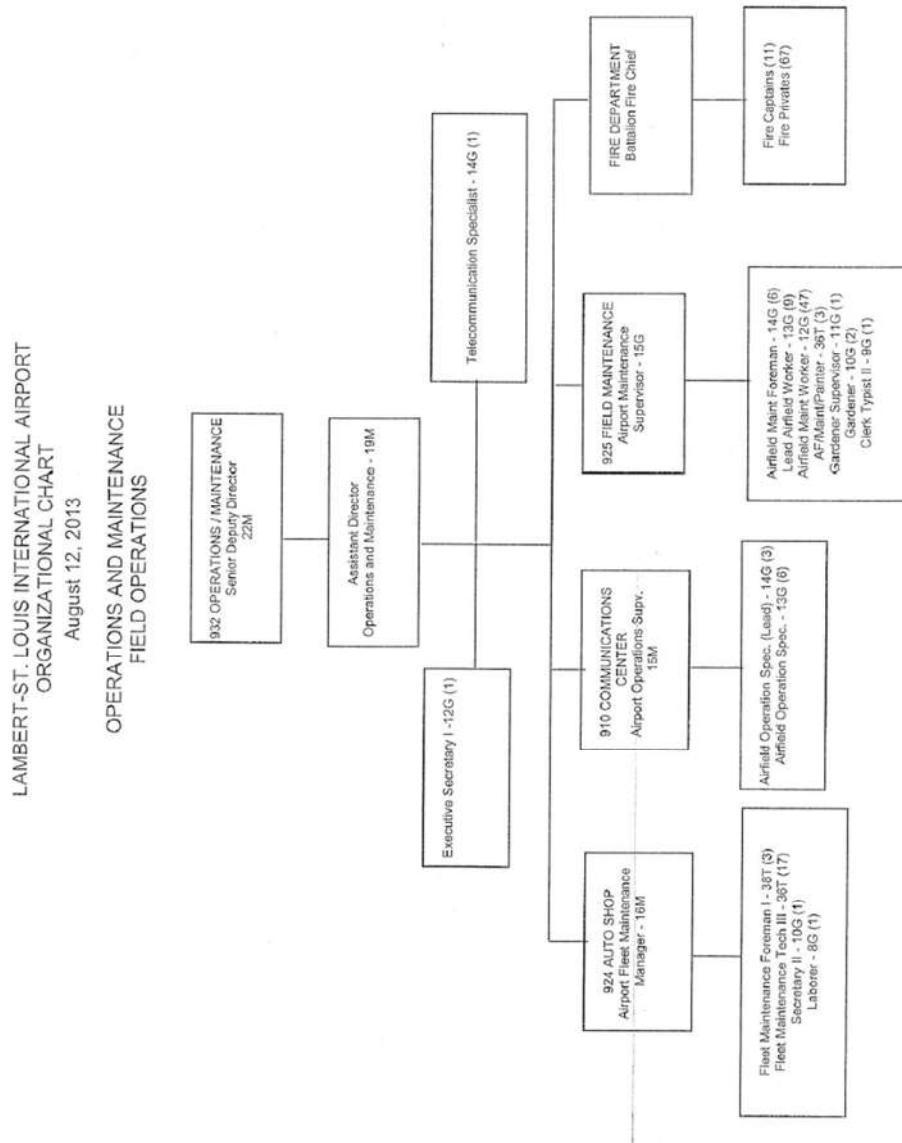 LAMBERT-ST. LOUIS INTERNATIONAL AIRPORT
ORGANIZATIONAL CHART
August 12, 2013
OPERATIONS AND MAINTENANCE
FIELD OPERATIONS
932 OPERATIONS / MAINTENANCE
Senior Deputy Director
22M
Assistant Director
Operations and Maintenance - 19M
Executive Secretary I -12G (1)
Telecommunication Specialist - 14G (1)
924 AUTO SHOP
Airport Fleet Maintenance
Manager - 16M
910 COMMUNICATIONS
CENTER
Airport Operations Supv.
15M
925 FIELD MAINTENANCE
Airport Maintenance
Supervisor - 15G
FIRE DEPARTMENT
Battalion Fire Chief
Fleet Maintenance Foreman I - 38T (3)
Fleet Maintenance Tech III - 36T (17)
Secretary II - 10G (1)
Laborer - 8G (1)
Airfield Operation Spec. (Lead) - 14G (3)
Airfield Operation Spec. - 13G (6)
Airfield Maint Foreman - 14G (6)
Lead Airfield Worker - 13G (9)
Airfield Maint Worker - 12G (47)
AF/Maint/Painter - 36T (3)
Gardener Supervisor - 11G (1)
Gardener - 10G (2)
Clerk Typist II - 9G (1)
Fire Captains (11)
Fire Privates (67)